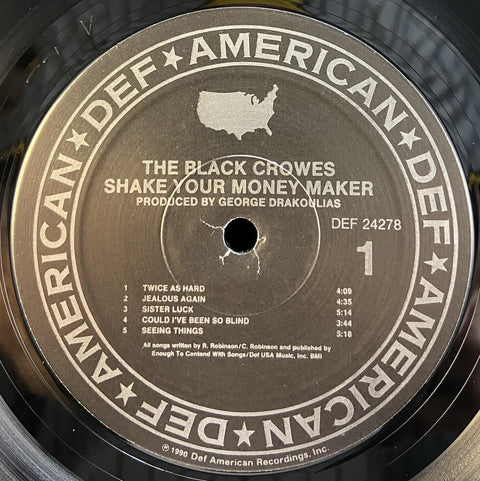 DEF★AMERICAN★DEF★AMERICAN★DEF★AMERICAN★
THE BLACK CROWES
SHAKE YOUR MONEY MAKER
PRODUCED BY GEORGE DRAKOULIAS
DEF 24278
1
1 TWICE AS HARD 4:09
2 JEALOUS AGAIN 4:35
3 SISTER LUCK 5:14
4 COULD I'VE BEEN SO BLIND 3:44
5 SEEING THINGS 5:18
All songs written by R. Robinson/C. Robinson and published by
Enough To Contend With Songs/Def USA Music, Inc. BMI
℗ 1990 Def American Recordings, Inc.